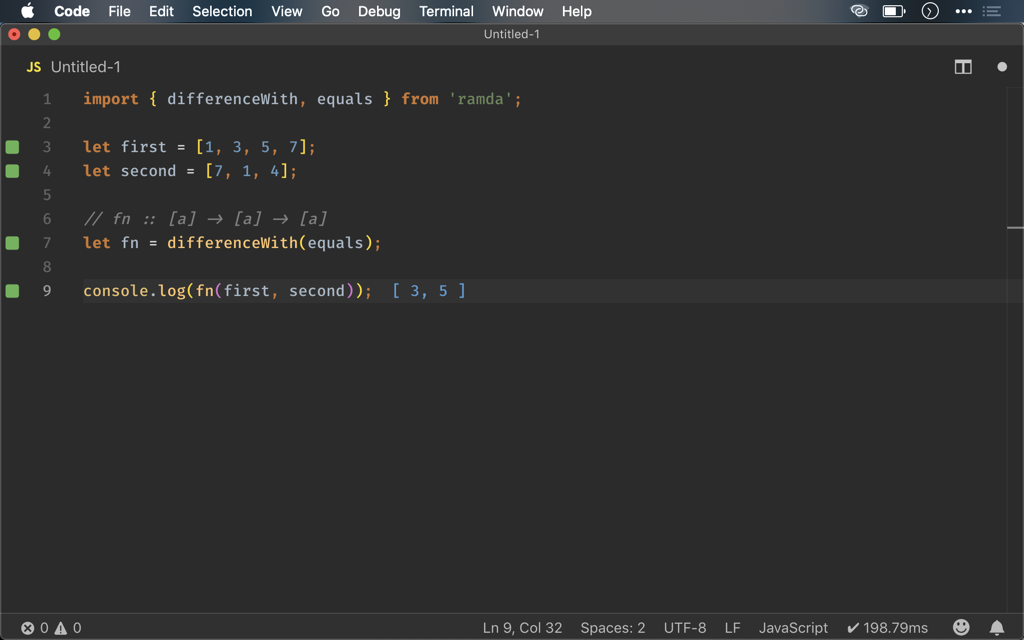 Code File Edit Selection View Go Debug Terminal Window Help
Untitled-1
JS Untitled-1
1 import { differenceWith, equals } from 'ramda';
2
3 let first = [1, 3, 5, 7];
4 let second = [7, 1, 4];
5
6 // fn :: [a] → [a] → [a]
7 let fn = differenceWith(equals);
8
9 console.log(fn(first, second)); [ 3, 5 ]
0 0 Ln 9, Col 32 Spaces: 2 UTF-8 LF JavaScript ✔ 198.79ms